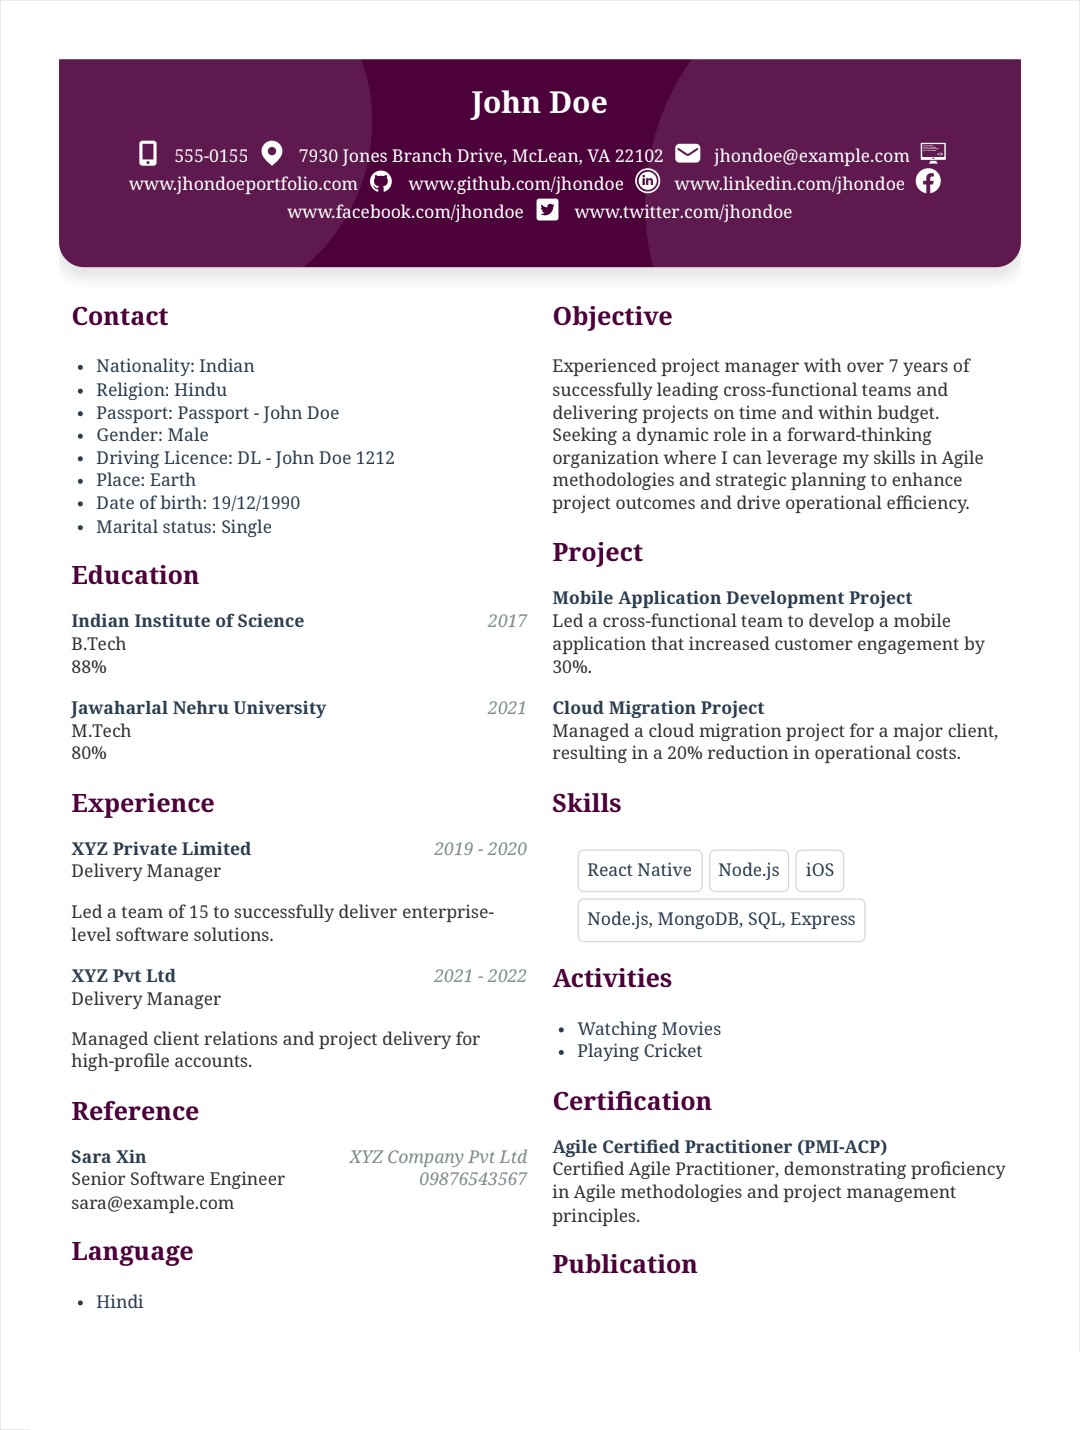 John Doe
555-0155 7930 Jones Branch Drive, McLean, VA 22102 jhondoe@example.com
www.jhondoeportfolio.com www.github.com/jhondoe www.linkedin.com/jhondoe
www.facebook.com/jhondoe www.twitter.com/jhondoe
Contact
• Nationality: Indian
• Religion: Hindu
• Passport: Passport - John Doe
• Gender: Male
• Driving Licence: DL - John Doe 1212
• Place: Earth
• Date of birth: 19/12/1990
• Marital status: Single
Education
Indian Institute of Science 2017
B.Tech
88%
Jawaharlal Nehru University 2021
M.Tech
80%
Experience
XYZ Private Limited 2019 - 2020
Delivery Manager
Led a team of 15 to successfully deliver enterprise-
level software solutions.
XYZ Pvt Ltd 2021 - 2022
Delivery Manager
Managed client relations and project delivery for
high-profile accounts.
Reference
Sara Xin XYZ Company Pvt Ltd
Senior Software Engineer 09876543567
sara@example.com
Language
• Hindi
Objective
Experienced project manager with over 7 years of
successfully leading cross-functional teams and
delivering projects on time and within budget.
Seeking a dynamic role in a forward-thinking
organization where I can leverage my skills in Agile
methodologies and strategic planning to enhance
project outcomes and drive operational efficiency.
Project
Mobile Application Development Project
Led a cross-functional team to develop a mobile
application that increased customer engagement by
30%.
Cloud Migration Project
Managed a cloud migration project for a major client,
resulting in a 20% reduction in operational costs.
Skills
React Native Node.js iOS
Node.js, MongoDB, SQL, Express
Activities
• Watching Movies
• Playing Cricket
Certification
Agile Certified Practitioner (PMI-ACP)
Certified Agile Practitioner, demonstrating proficiency
in Agile methodologies and project management
principles.
Publication